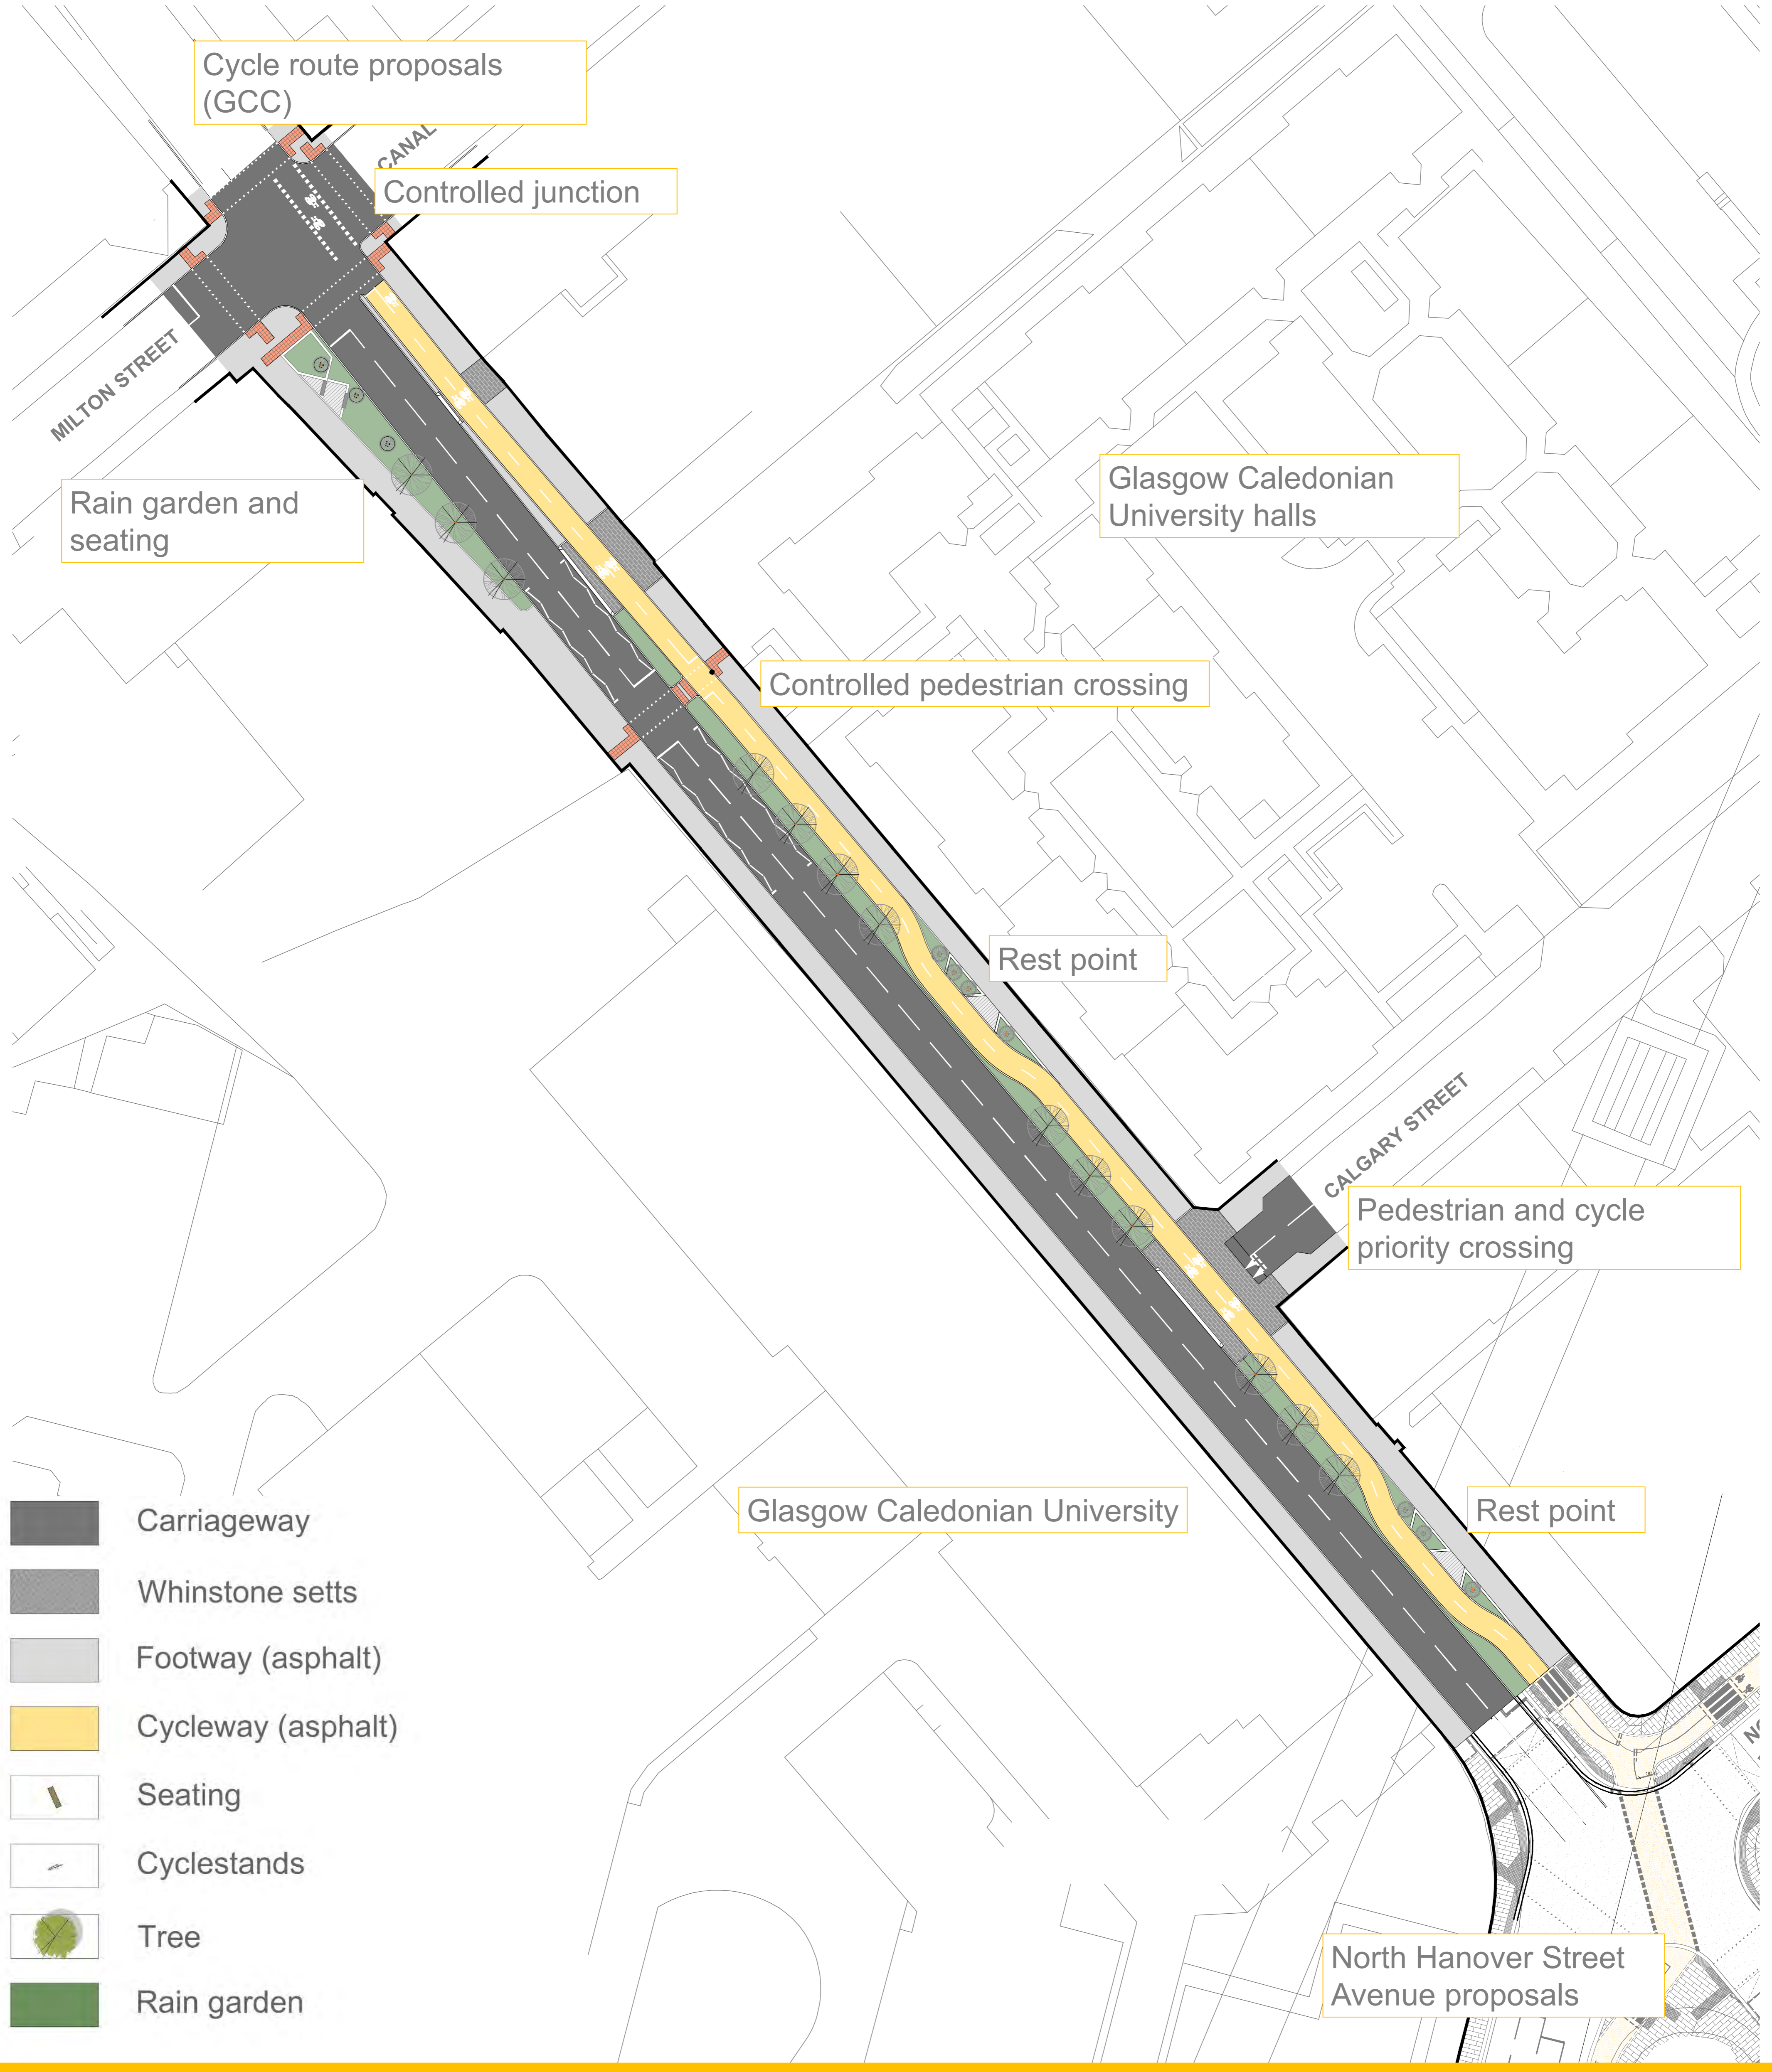 Cycle route proposals
(GCC)
CANAL
Controlled junction
MILTON STREET
Rain garden and
seating
Glasgow Caledonian
University halls
Controlled pedestrian crossing
Rest point
CALGARY STREET
Pedestrian and cycle
priority crossing
Glasgow Caledonian University
Rest point
Carriageway
Whinstone setts
Footway (asphalt)
Cycleway (asphalt)
Seating
Cyclestands
Tree
Rain garden
North Hanover Street
Avenue proposals